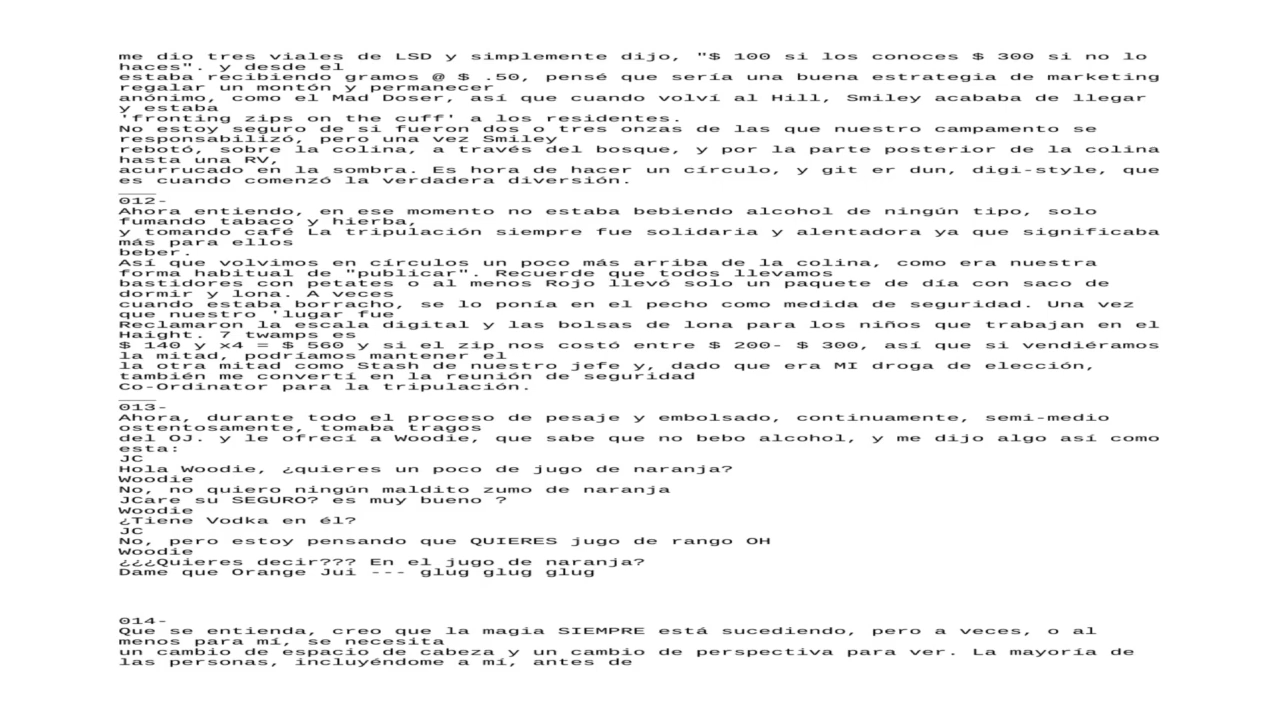 me dio tres viales de LSD y simplemente dijo, "$ 100 si los conoces $ 300 si no lo
haces". y desde el
estaba recibiendo gramos @ $ .50, pensé que sería una buena estrategia de marketing
regalar un montón y permanecer
anónimo, como el Mad Doser, así que cuando volví al Hill, Smiley acababa de llegar
y estaba
'fronting zips on the cuff' a los residentes.
No estoy seguro de si fueron dos o tres onzas de las que nuestro campamento se
responsabilizó, pero una vez Smiley
rebotó, sobre la colina, a través del bosque, y por la parte posterior de la colina
hasta una RV,
acurrucado en la sombra. Es hora de hacer un círculo, y git er dun, digi-style, que
es cuando comenzó la verdadera diversión.
____
012-
Ahora entiendo, en ese momento no estaba bebiendo alcohol de ningún tipo, solo
fumando tabaco y hierba,
y tomando café La tripulación siempre fue solidaria y alentadora ya que significaba
más para ellos
beber.
Así que volvimos en círculos un poco más arriba de la colina, como era nuestra
forma habitual de "publicar". Recuerde que todos llevamos
bastidores con petates o al menos Rojo llevó solo un paquete de día con saco de
dormir y lona. A veces
cuando estaba borracho, se lo ponía en el pecho como medida de seguridad. Una vez
que nuestro 'lugar fue
Reclamaron la escala digital y las bolsas de lona para los niños que trabajan en el
Haight. 7 twamps es
$ 140 y x4 = $ 560 y si el zip nos costó entre $ 200- $ 300, así que si vendiéramos
la mitad, podríamos mantener el
la otra mitad como Stash de nuestro jefe y, dado que era MI droga de elección,
también me convertí en la reunión de seguridad
Co-Ordinator para la tripulación.
____
013-
Ahora, durante todo el proceso de pesaje y embolsado, continuamente, semi-medio
ostentosamente, tomaba tragos
del OJ. y le ofrecí a Woodie, que sabe que no bebo alcohol, y me dijo algo así como
esta:
JC
Hola Woodie, ¿quieres un poco de jugo de naranja?
Woodie
No, no quiero ningún maldito zumo de naranja
JCare su SEGURO? es muy bueno ?
Woodie
¿Tiene Vodka en él?
JC
No, pero estoy pensando que QUIERES jugo de rango OH
Woodie
¿¿¿Quieres decir??? En el jugo de naranja?
Dame que Orange Jui --- glug glug glug
014-
Que se entienda, creo que la magia SIEMPRE está sucediendo, pero a veces, o al
menos para mí, se necesita
un cambio de espacio de cabeza y un cambio de perspectiva para ver. La mayoría de
las personas, incluyéndome a mí, antes de